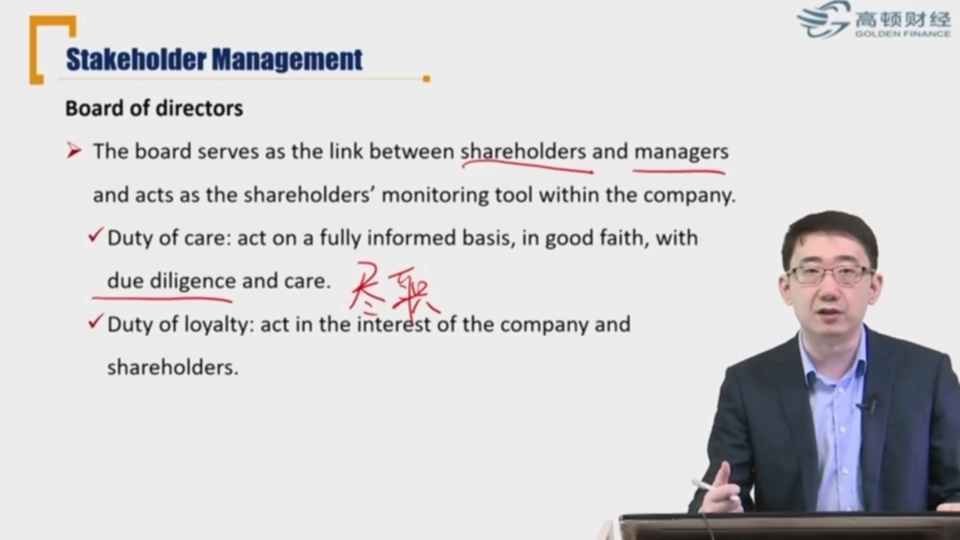 高顿财经
GOLDEN FINANCE
Stakeholder Management
Board of directors
The board serves as the link between shareholders and managers
and acts as the shareholders’ monitoring tool within the company.
Duty of care: act on a fully informed basis, in good faith, with
due diligence and care.
尽职
Duty of loyalty: act in the interest of the company and
shareholders.